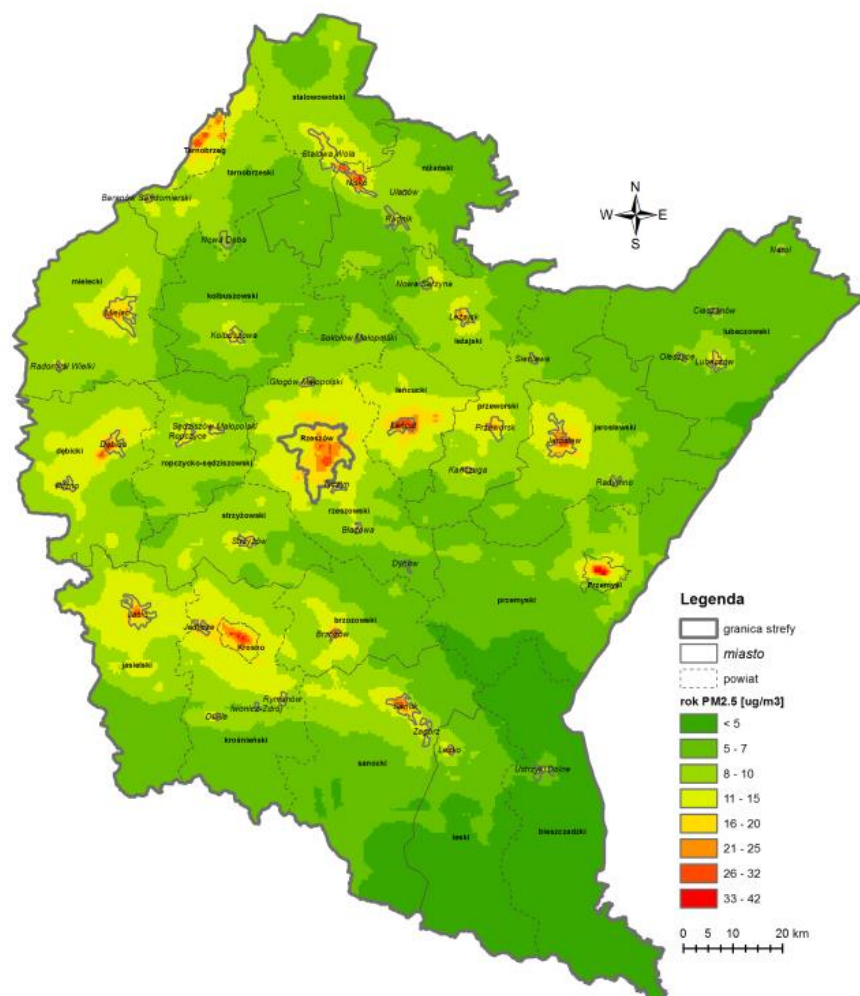 stalowowolski
Tarnobrzeg
Stalowa Wola
Nisko
niżański
tarnobrzeski
Ulanów
Baranów Sandomierski
Rudnik
N
W E
S
Nowa Dęba
Narol
mielecki
kolbuszowski
Nowa Sarzyna
Mielec
Leżajsk
Cieszanów
lubaczowski
Kolbuszowa
Sokołów Małopolski
leżajski
Sieniawa
Oleszyce
Lubaczów
Radomyśl Wielki
Głogów Małopolski
łańcucki
przeworski
Sędziszów Małopolski
Ropczyce
Rzeszów
Łańcut
Przeworsk
jarosławski
Jarosław
dębicki
Dębica
ropczycko-sędziszowski
Kańczuga
Pilzno
Tyczyn
Radymno
rzeszowski
strzyżowski
Błażowa
Strzyżów
Dynów
Przemyśl
przemyski
Jasło
Jedlicze
Krosno
brzozowski
Brzozów
jasielski
Rymanów
Iwonicz-Zdrój
Dukla
Sanok
Zagórz
Lesko
krośnieński
sanocki
Ustrzyki Dolne
leski
bieszczadzki
Legenda
granica strefy
miasto
powiat
rok PM2.5 [ug/m3]
< 5
5 - 7
8 - 10
11 - 15
16 - 20
21 - 25
26 - 32
33 - 42
0 5 10 20 km